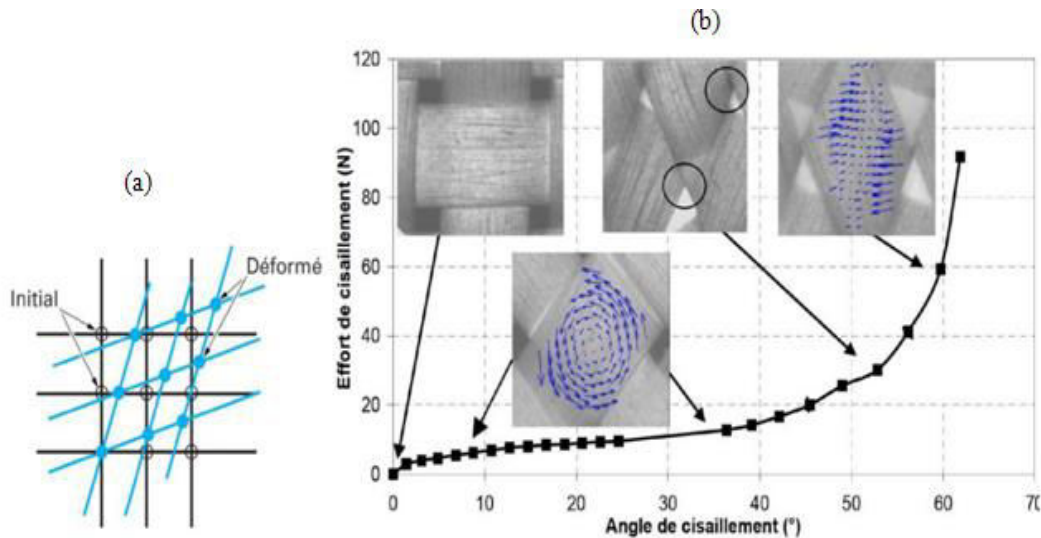 (a)
Initial
Déformé
(b)
Effort de cisaillement (N)
120
100
80
60
40
20
0
0 10 20 30 40 50 60 70
Angle de cisaillement (°)